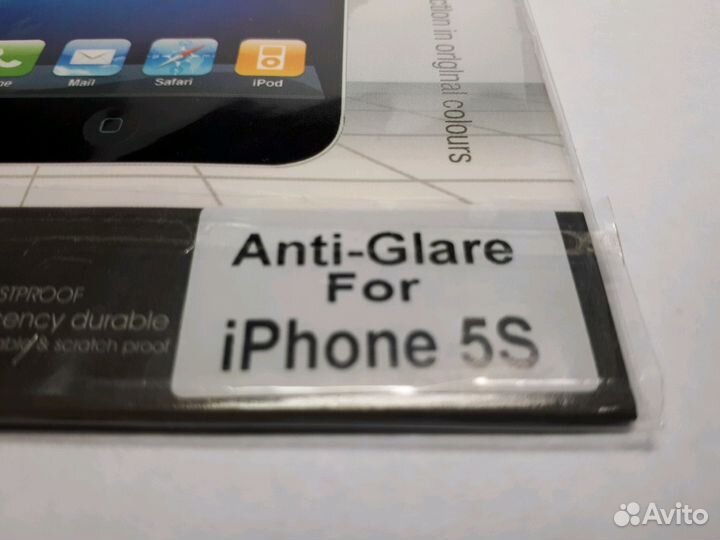 Mail
Safari
iPod
ction in original colours
Anti-Glare
For
iPhone 5S
STPROOF
ency durable
& scratch proof
Avito